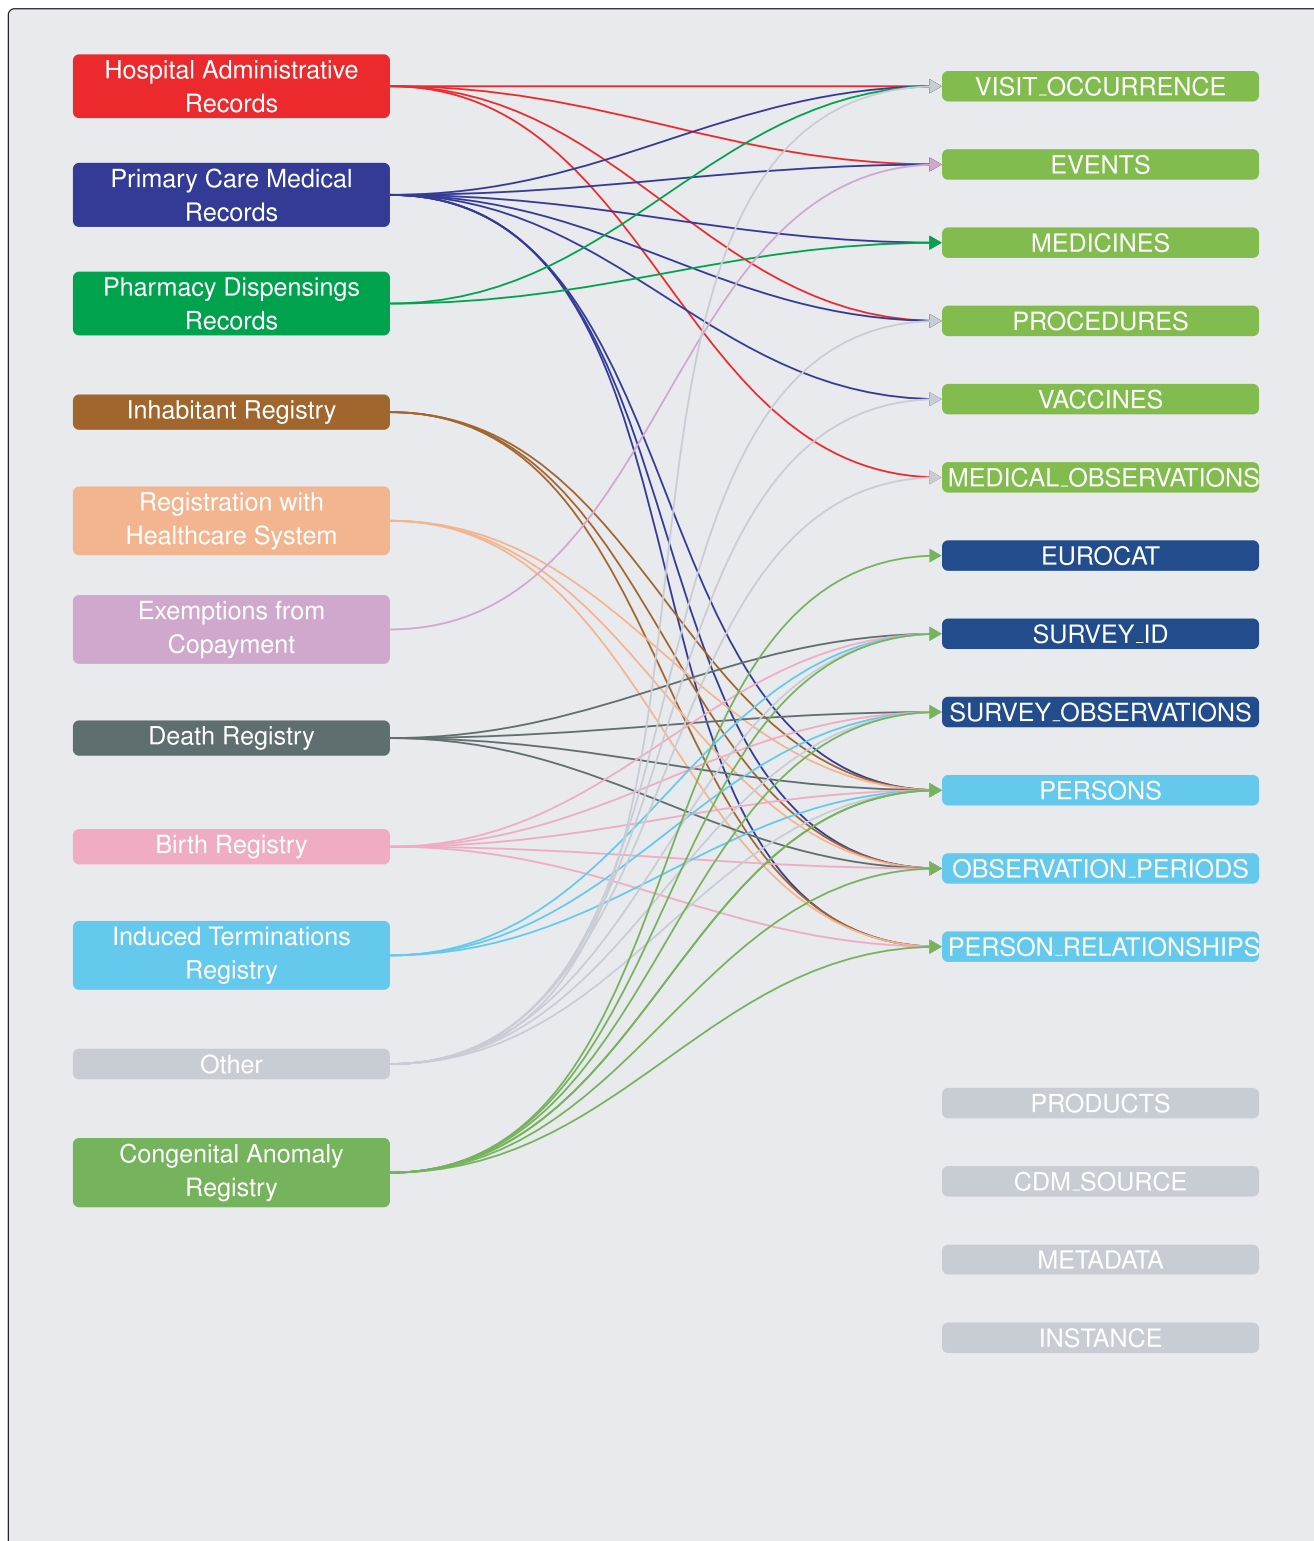 Hospital Administrative
Records
Primary Care Medical
Records
Pharmacy Dispensings
Records
Inhabitant Registry
Registration with
Healthcare System
Exemptions from
Copayment
Death Registry
Birth Registry
Induced Terminations
Registry
Other
Congenital Anomaly
Registry
VISIT_OCCURRENCE
EVENTS
MEDICINES
PROCEDURES
VACCINES
MEDICAL_OBSERVATIONS
EUROCAT
SURVEY_ID
SURVEY_OBSERVATIONS
PERSONS
OBSERVATION_PERIODS
PERSON_RELATIONSHIPS
PRODUCTS
CDM_SOURCE
METADATA
INSTANCE